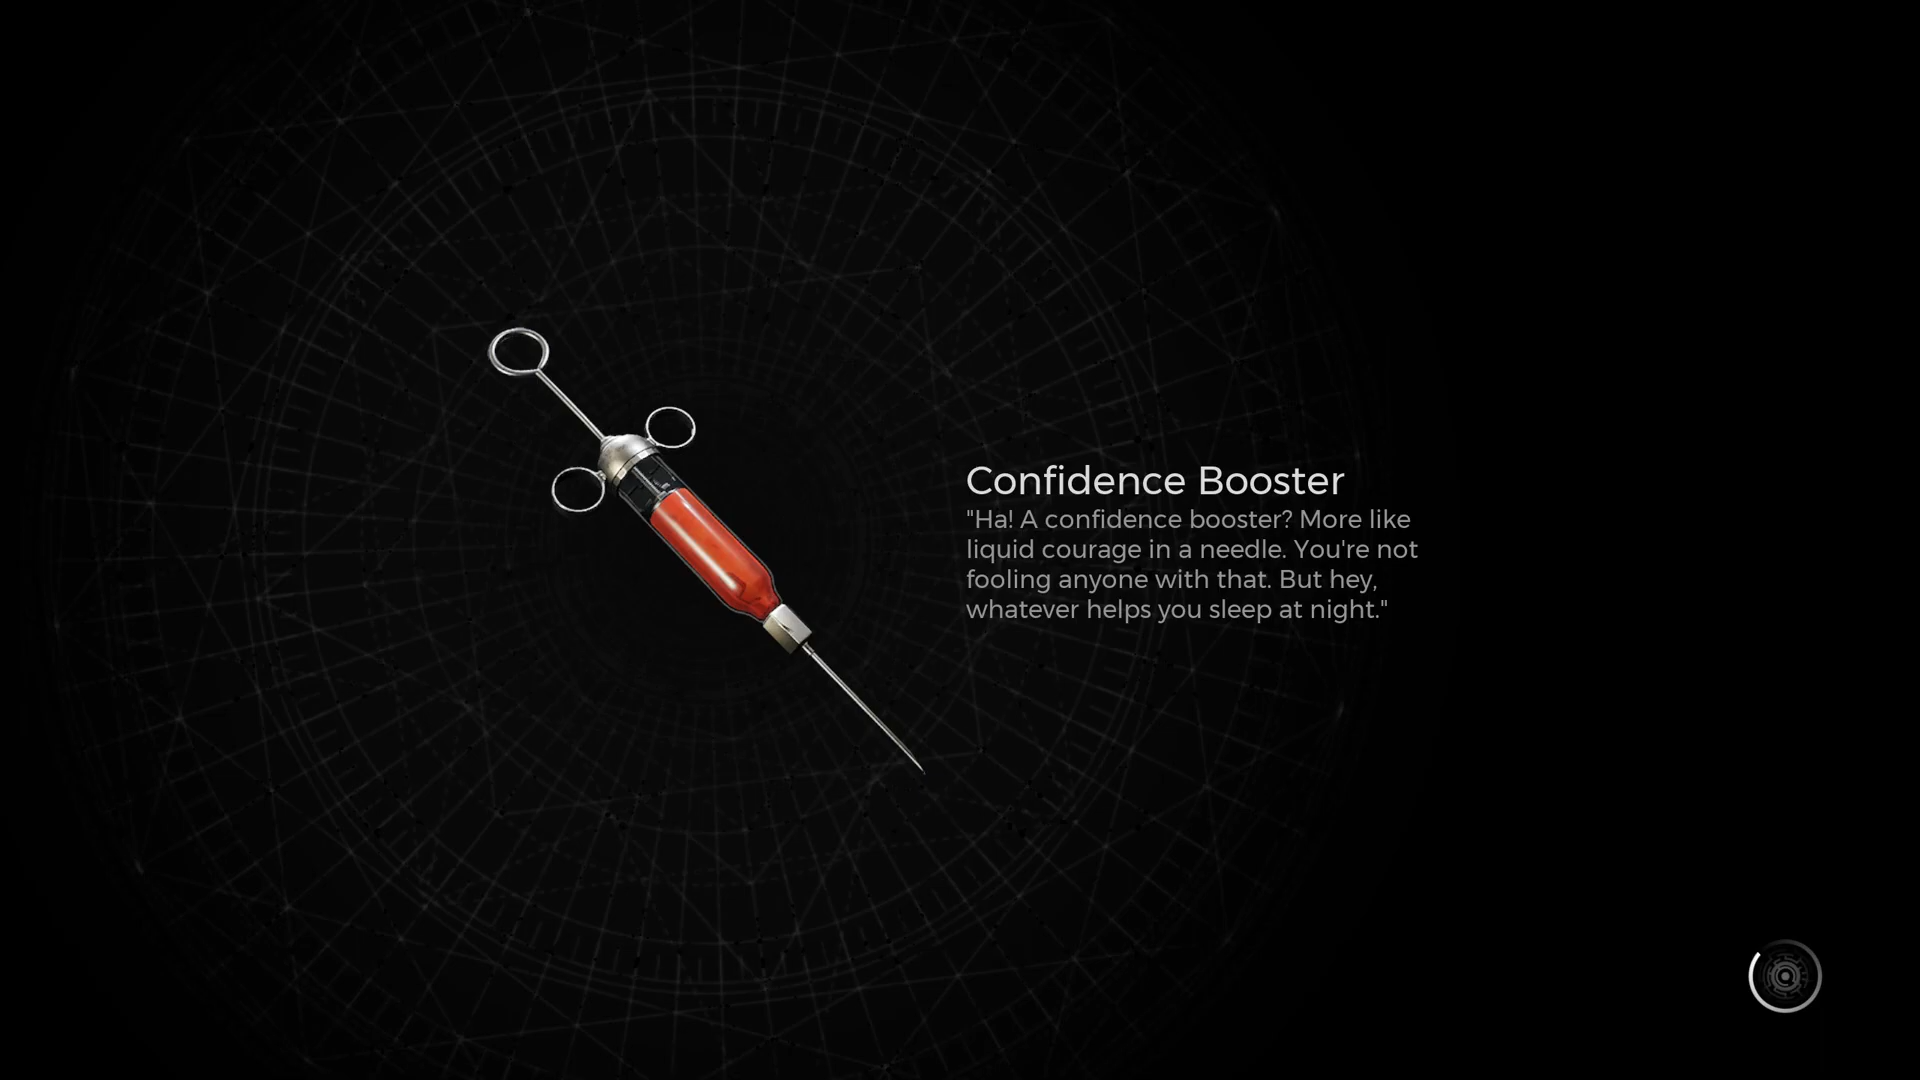 Confidence Booster
"Ha! A confidence booster? More like
liquid courage in a needle. You're not
fooling anyone with that. But hey,
whatever helps you sleep at night."